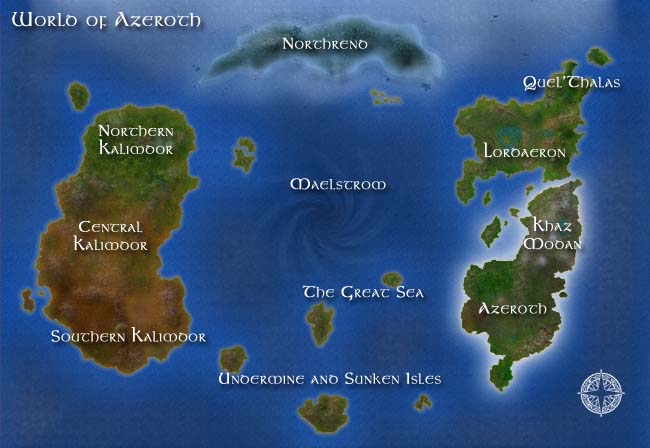 World of Azeroth
Northrend
Quel'Thalas
Northern
Kalimdor
Lordaeron
Maelstrom
Central
Kalimdor
Khaz
Modan
The Great Sea
Azeroth
Southern Kalimdor
Undermine and Sunken Isles